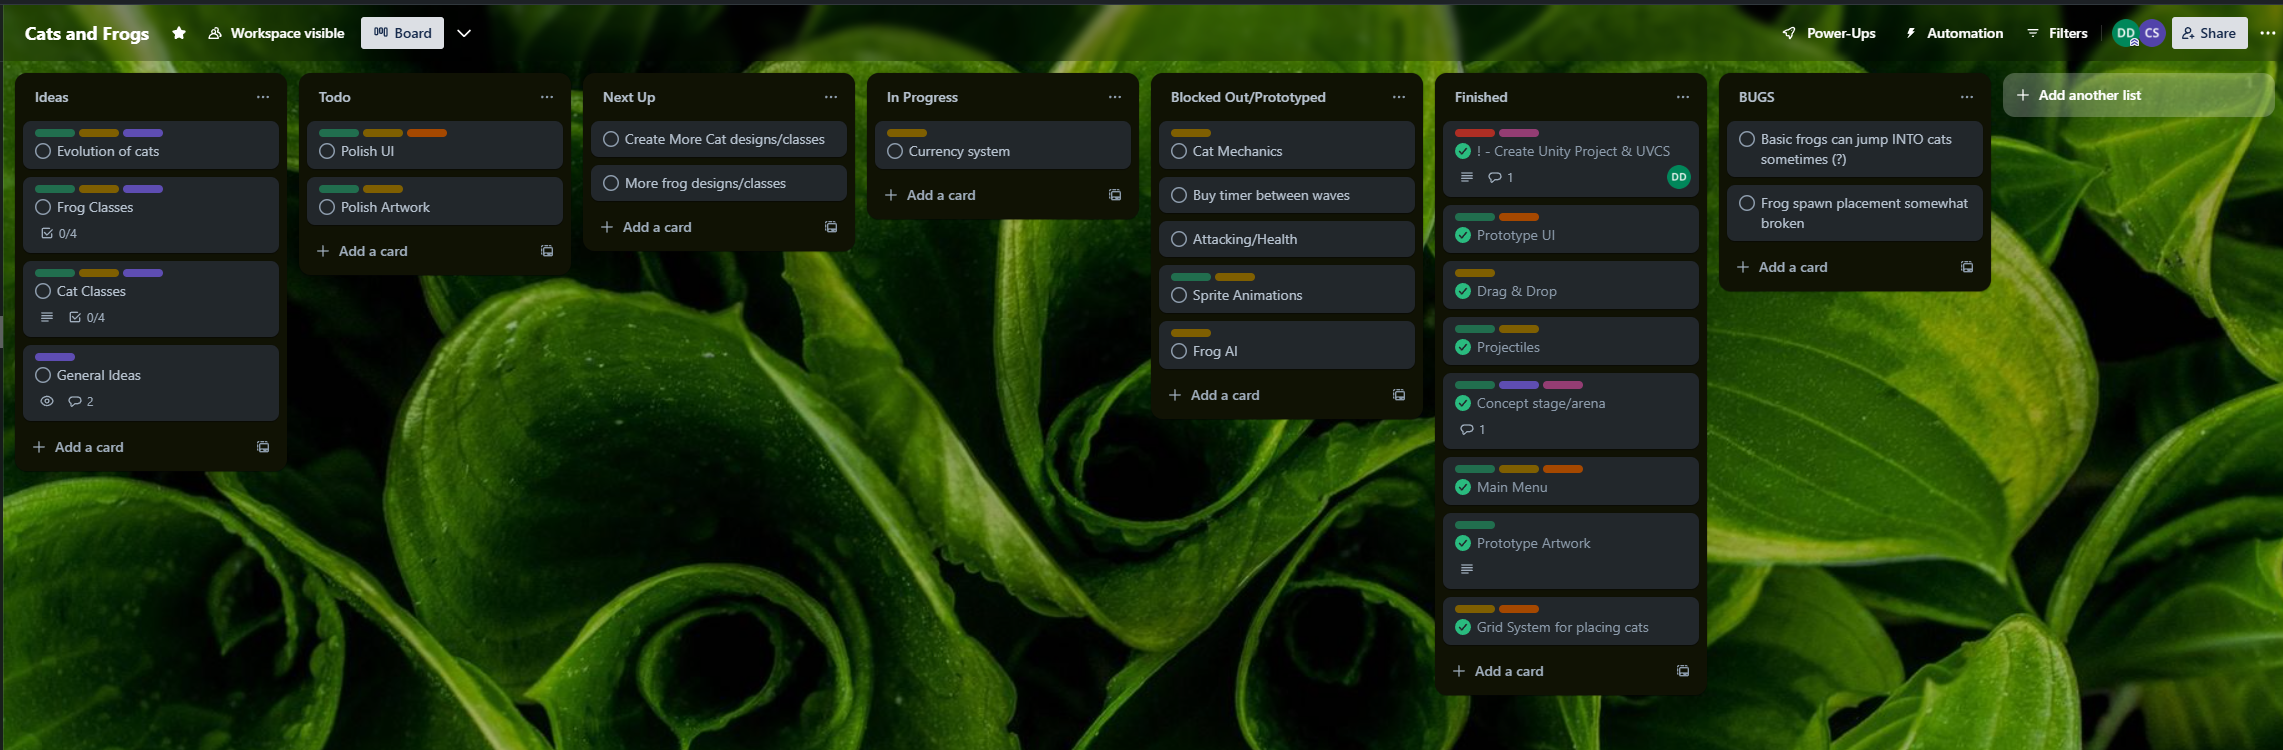 Cats and Frogs
Workspace visible
Board
Power-Ups
Automation
Filters
DD
CS
Share
Ideas
Evolution of cats
Frog Classes
0/4
Cat Classes
0/4
General Ideas
2
Add a card
Todo
Polish UI
Polish Artwork
Add a card
Next Up
Create More Cat designs/classes
More frog designs/classes
Add a card
In Progress
Currency system
Add a card
Blocked Out/Prototyped
Cat Mechanics
Buy timer between waves
Attacking/Health
Sprite Animations
Frog AI
Add a card
Finished
! - Create Unity Project & UVCS
1
DD
Prototype UI
Drag & Drop
Projectiles
Concept stage/arena
1
Main Menu
Prototype Artwork
Grid System for placing cats
Add a card
BUGS
Basic frogs can jump INTO cats
sometimes (?)
Frog spawn placement somewhat
broken
Add a card
Add another list